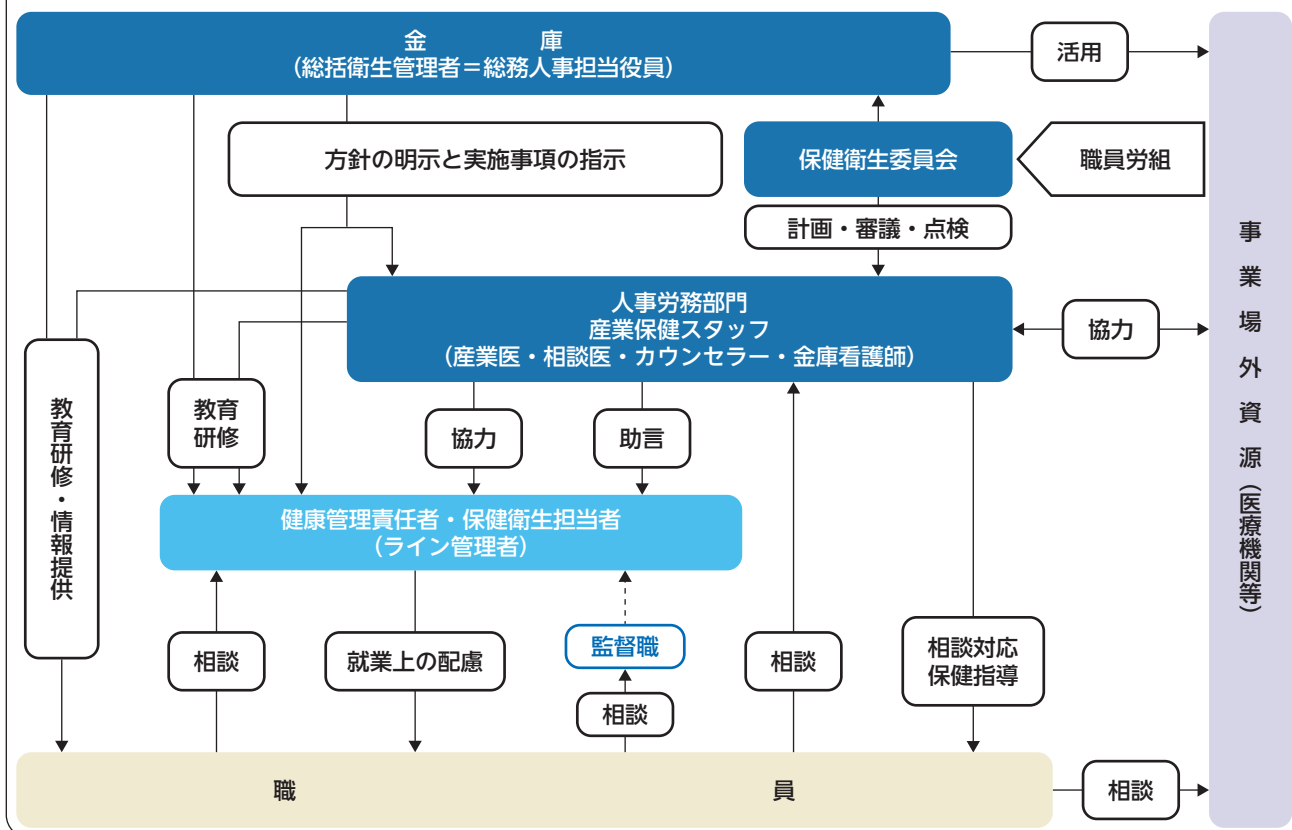 金庫
（総括衛生管理者＝総務人事担当役員）
活用
方針の明示と実施事項の指示
保健衛生委員会
職員労組
計画・審議・点検
人事労務部門
産業保健スタッフ
（産業医・相談医・カウンセラー・金庫看護師）
協力
事業場外資源（医療機関等）
教育研修・情報提供
教育
研修
協力
助言
健康管理責任者・保健衛生担当者
（ライン管理者）
相談
就業上の配慮
監督職
相談
相談
相談対応
保健指導
職員
相談